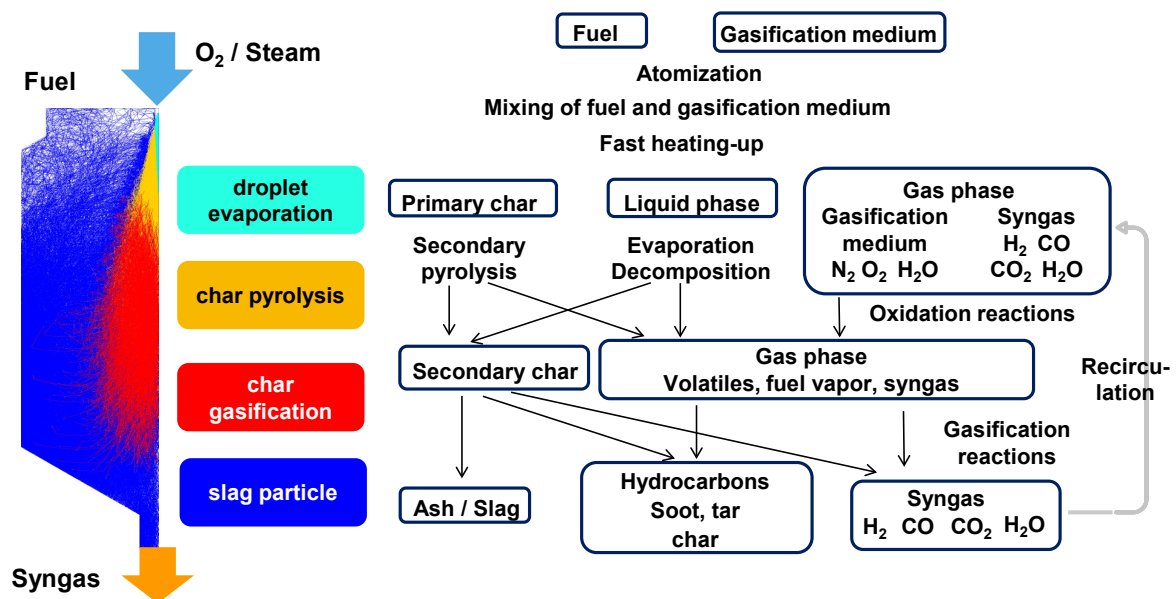 O₂ / Steam
Fuel
droplet
evaporation
char pyrolysis
char
gasification
slag particle
Syngas
Fuel
Gasification medium
Atomization
Mixing of fuel and gasification medium
Fast heating-up
Primary char
Liquid phase
Gas phase
Gasification
medium
N₂ O₂ H₂O
Syngas
H₂ CO
CO₂ H₂O
Secondary
pyrolysis
Evaporation
Decomposition
Oxidation reactions
Secondary char
Gas phase
Volatiles, fuel vapor, syngas
Recircu-
lation
Gasification
reactions
Ash / Slag
Hydrocarbons
Soot, tar
char
Syngas
H₂ CO CO₂ H₂O